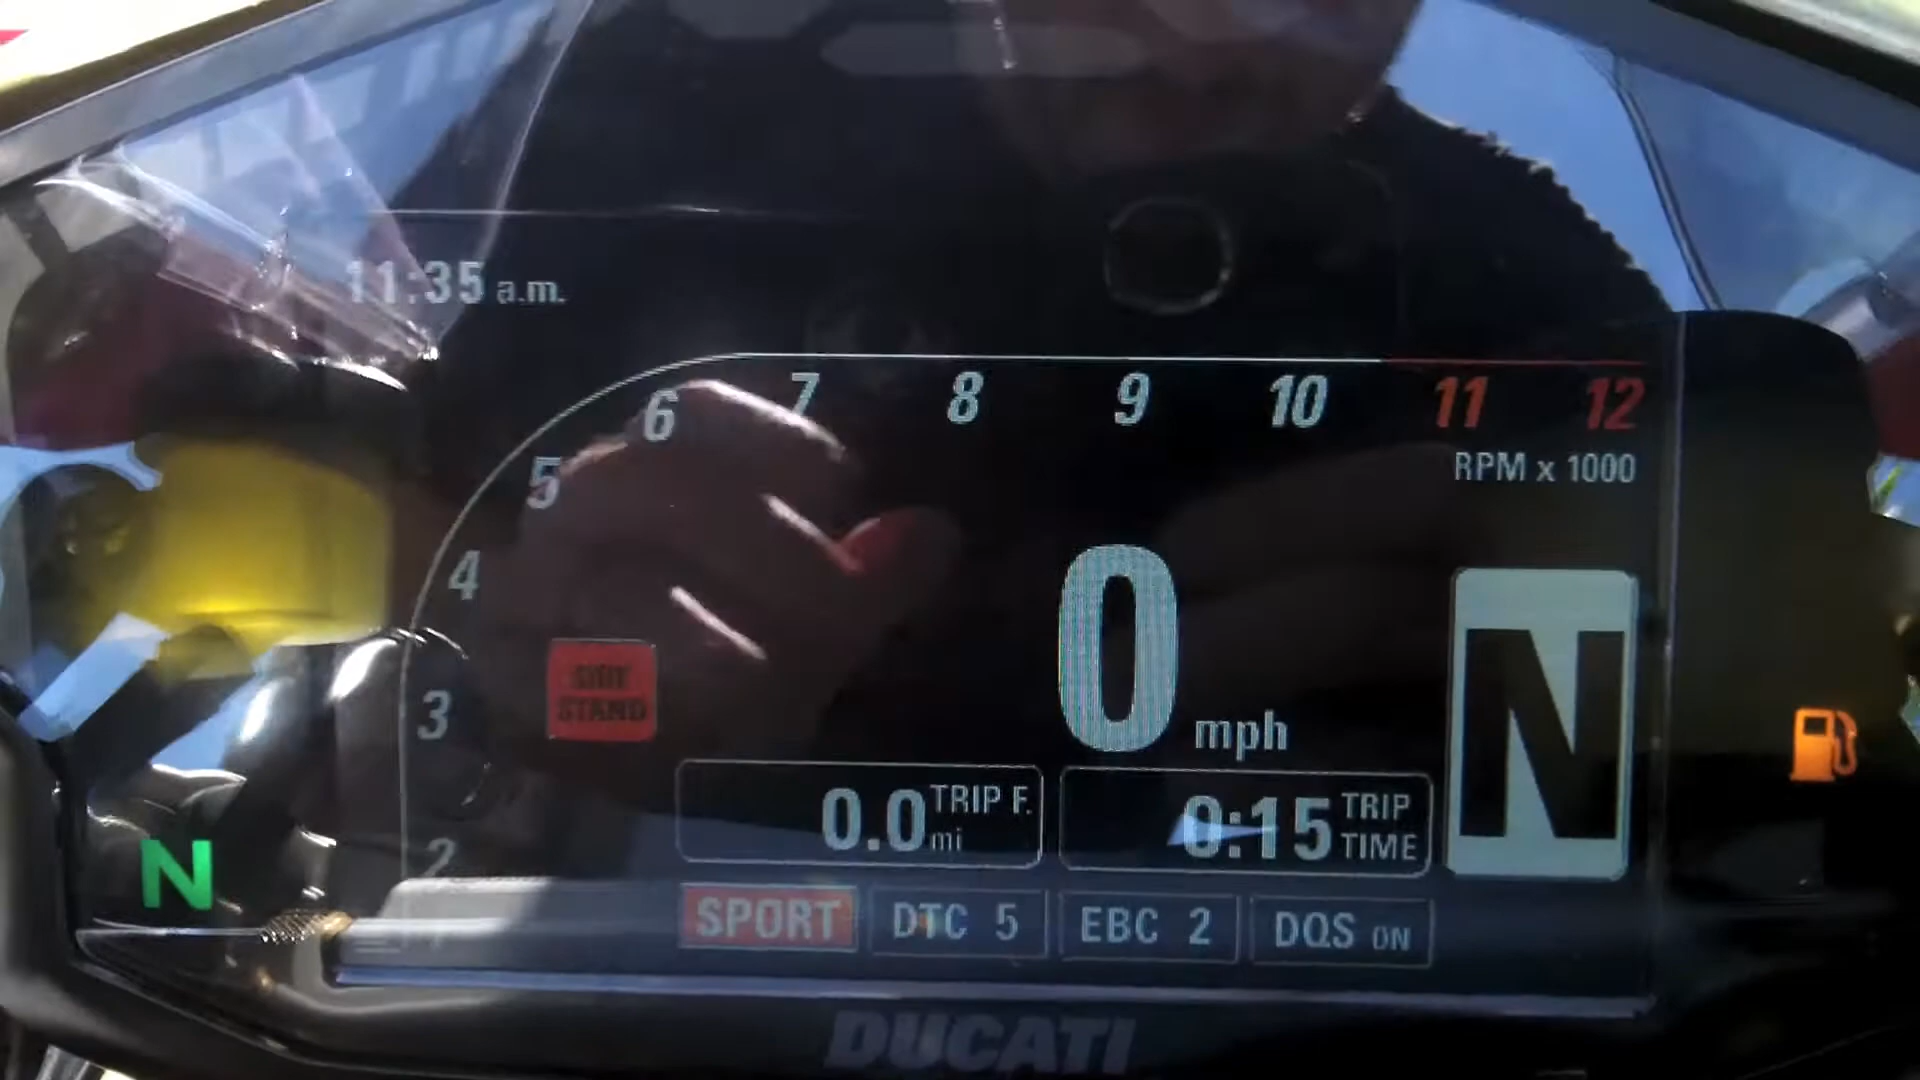 11:35 a.m.
6 7 8 9 10 11 12
RPM x 1000
5
4
3
2
1
SIDE
STAND
0 mph
N
0.0 TRIP F.
mi
0:15 TRIP
TIME
N
SPORT DTC 5 EBC 2 DQS ON
DUCATI